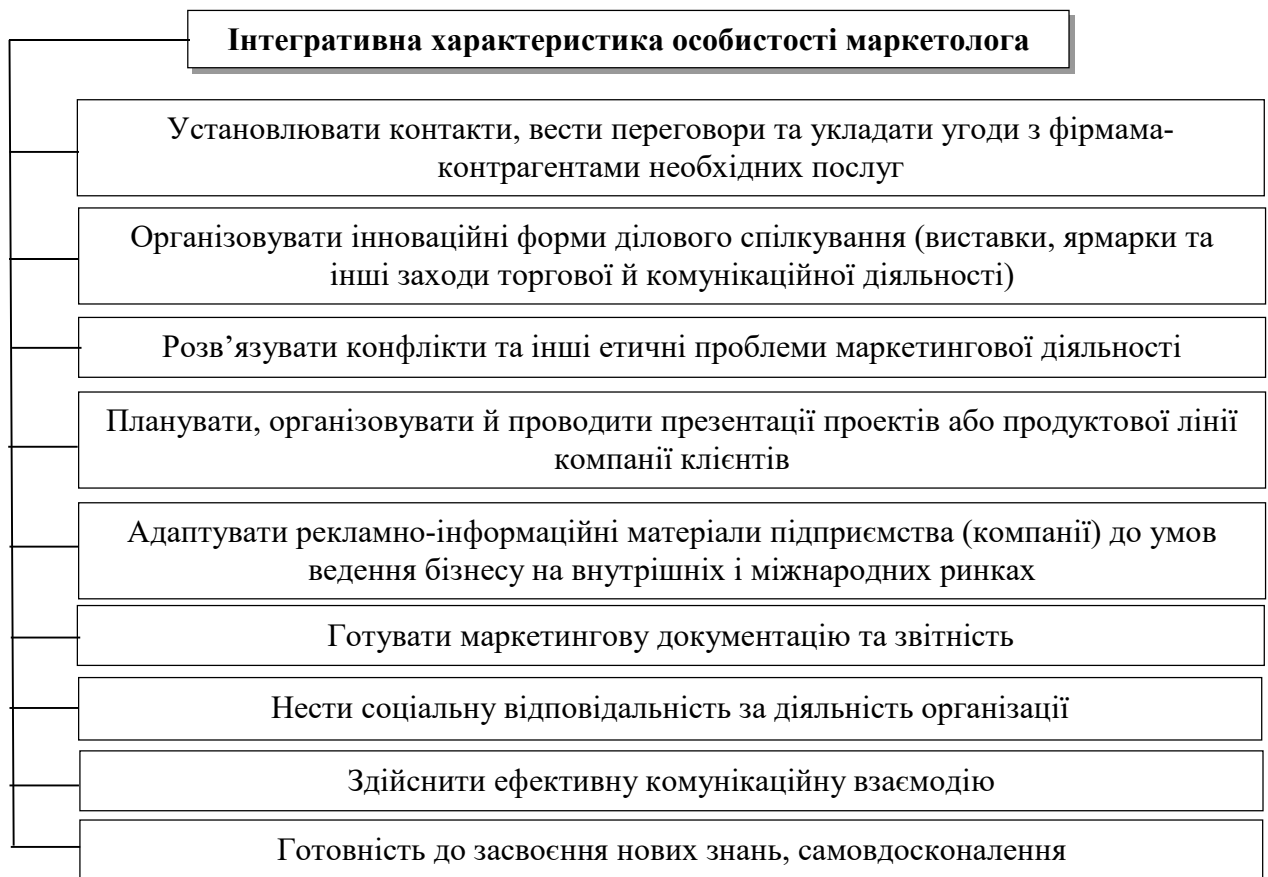 Інтегративна характеристика особистості маркетолога
Установлювати контакти, вести переговори та укладати угоди з фірмама-
контрагентами необхідних послуг
Організовувати інноваційні форми ділового спілкування (виставки, ярмарки та
інші заходи торгової й комунікаційної діяльності)
Розв’язувати конфлікти та інші етичні проблеми маркетингової діяльності
Планувати, організовувати й проводити презентації проектів або продуктової лінії
компанії клієнтів
Адаптувати рекламно-інформаційні матеріали підприємства (компанії) до умов
ведення бізнесу на внутрішніх і міжнародних ринках
Готувати маркетингову документацію та звітність
Нести соціальну відповідальність за діяльність організації
Здійснити ефективну комунікаційну взаємодію
Готовність до засвоєння нових знань, самовдосконалення